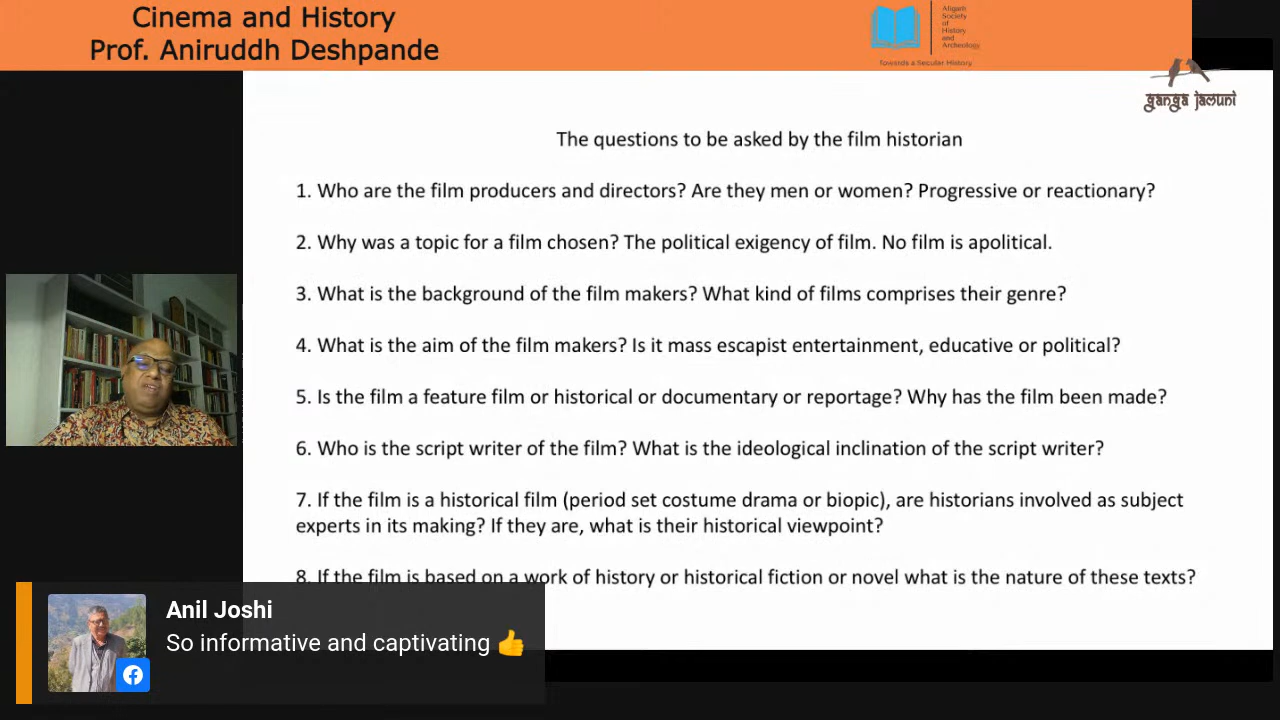 Cinema and History
Prof. Aniruddh Deshpande
Aligarh
Society
of
History
and
Archeology
Towards a Secular History
ganga jamuni
The questions to be asked by the film historian
1. Who are the film producers and directors? Are they men or women? Progressive or reactionary?
2. Why was a topic for a film chosen? The political exigency of film. No film is apolitical.
3. What is the background of the film makers? What kind of films comprises their genre?
4. What is the aim of the film makers? Is it mass escapist entertainment, educative or political?
5. Is the film a feature film or historical or documentary or reportage? Why has the film been made?
6. Who is the script writer of the film? What is the ideological inclination of the script writer?
7. If the film is a historical film (period set costume drama or biopic), are historians involved as subject
experts in its making? If they are, what is their historical viewpoint?
8. If the film is based on a work of history or historical fiction or novel what is the nature of these texts?
Anil Joshi
So informative and captivating 👍